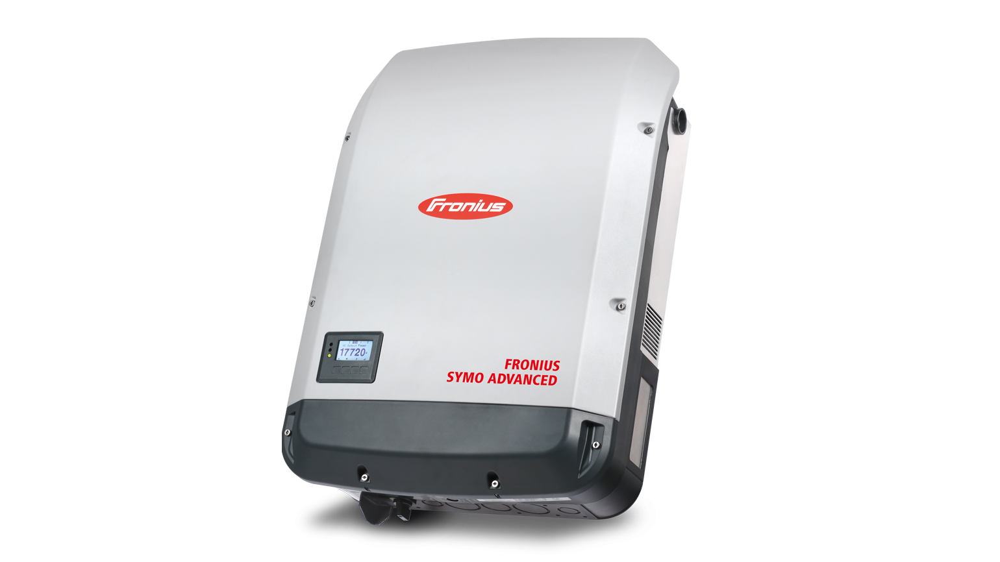 Fronius
17720
FRONIUS
SYMO ADVANCED